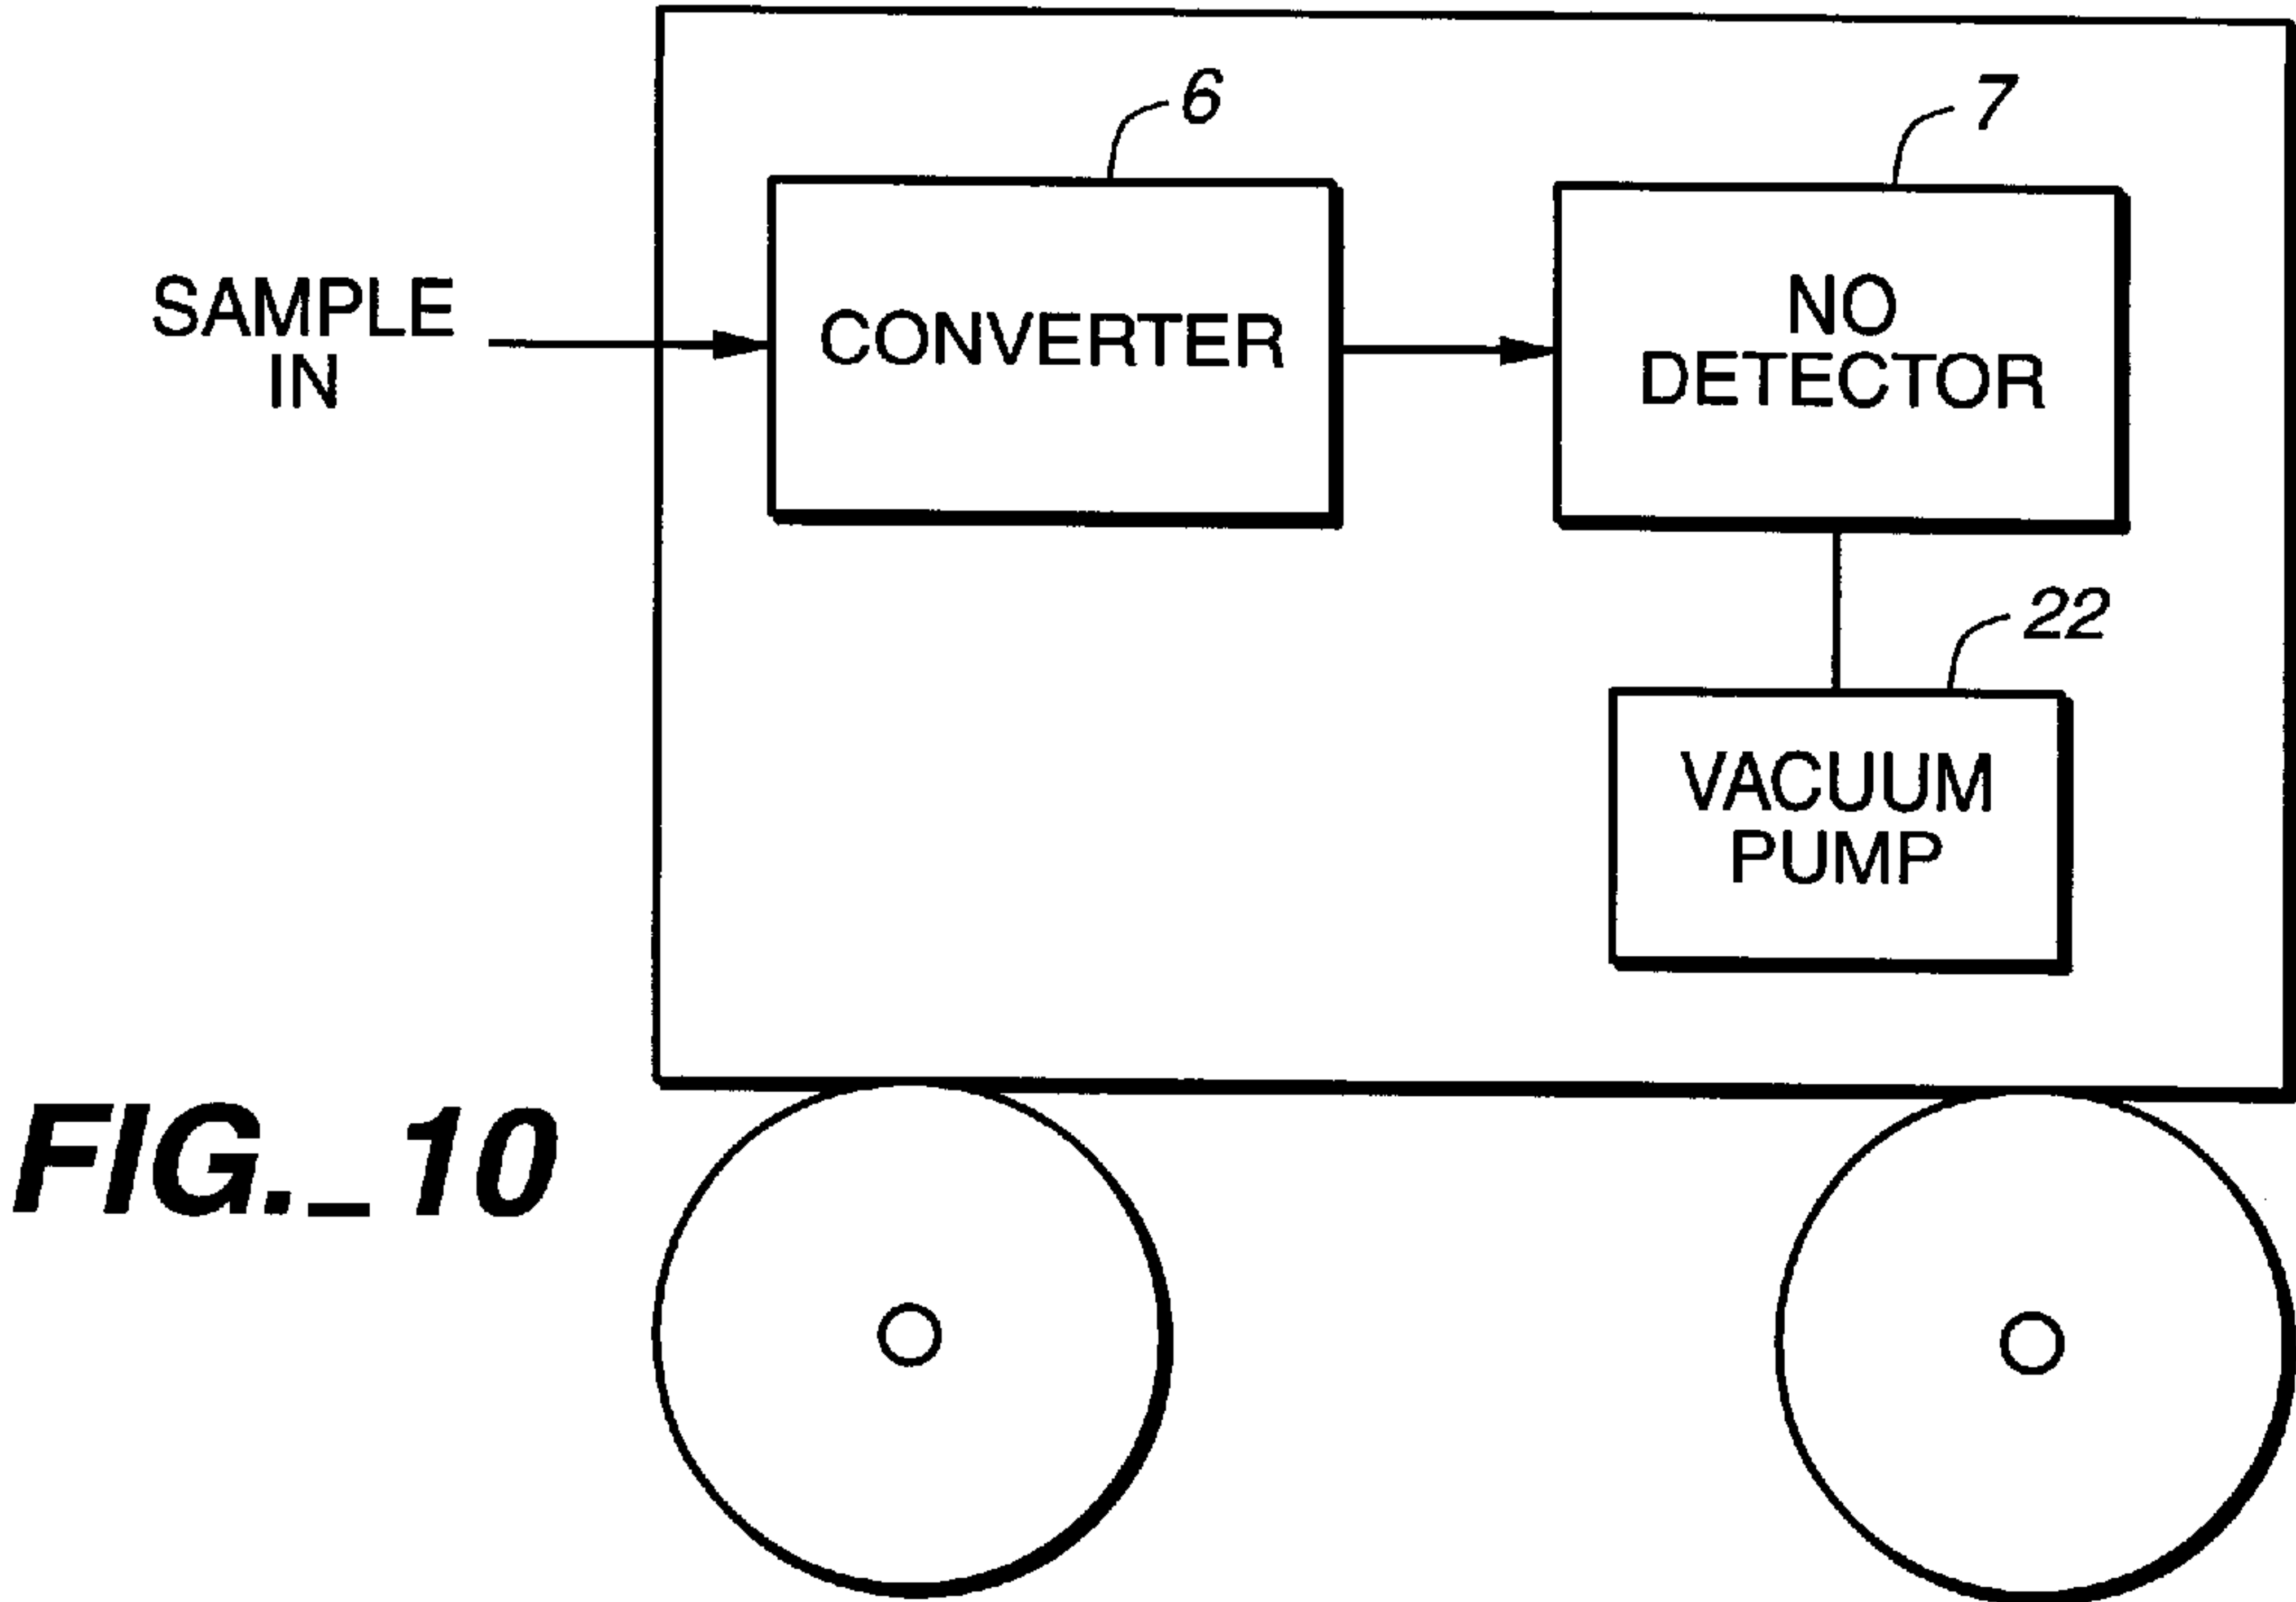 6
7
SAMPLE
IN
CONVERTER
NO
DETECTOR
22
VACUUM
PUMP
FIG._10